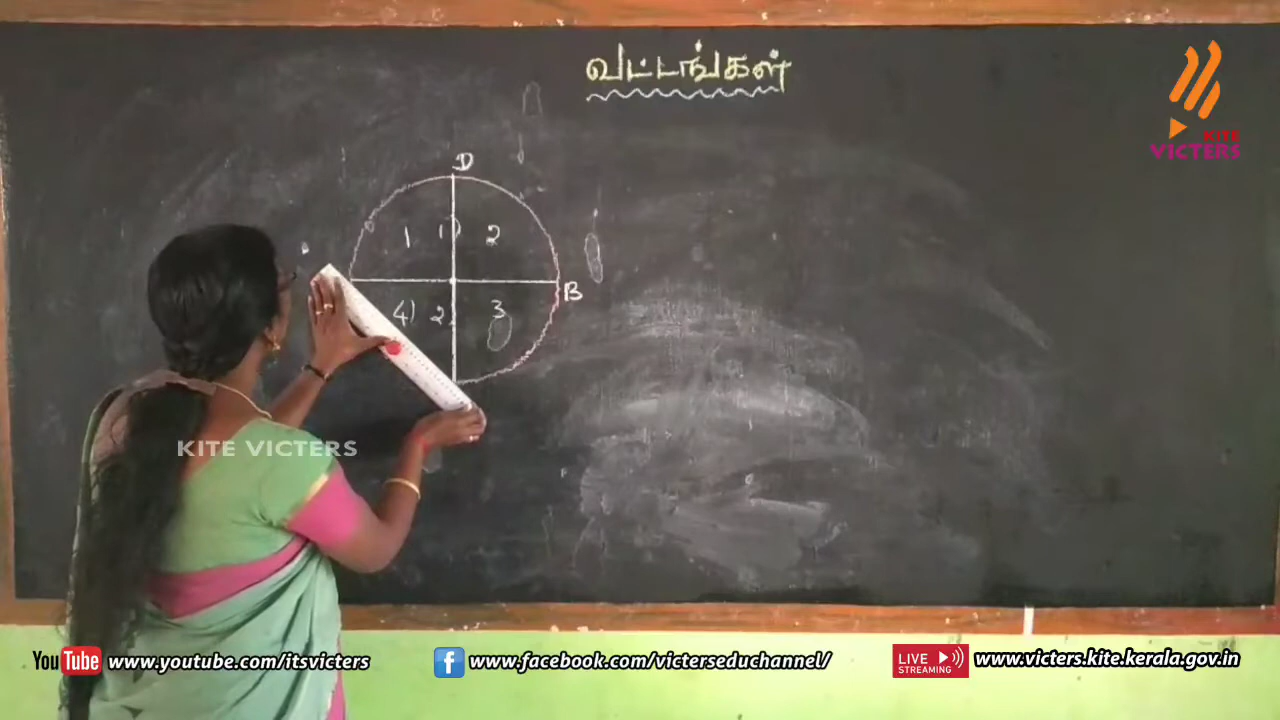 வட்டங்கள்
KITE
VICTERS
D
1 1) 2
B
4) 2) 3
KITE VICTERS
YouTube www.youtube.com/itsvicters
f www.facebook.com/victerseduchannel/
LIVE
STREAMING
www.victers.kite.kerala.gov.in